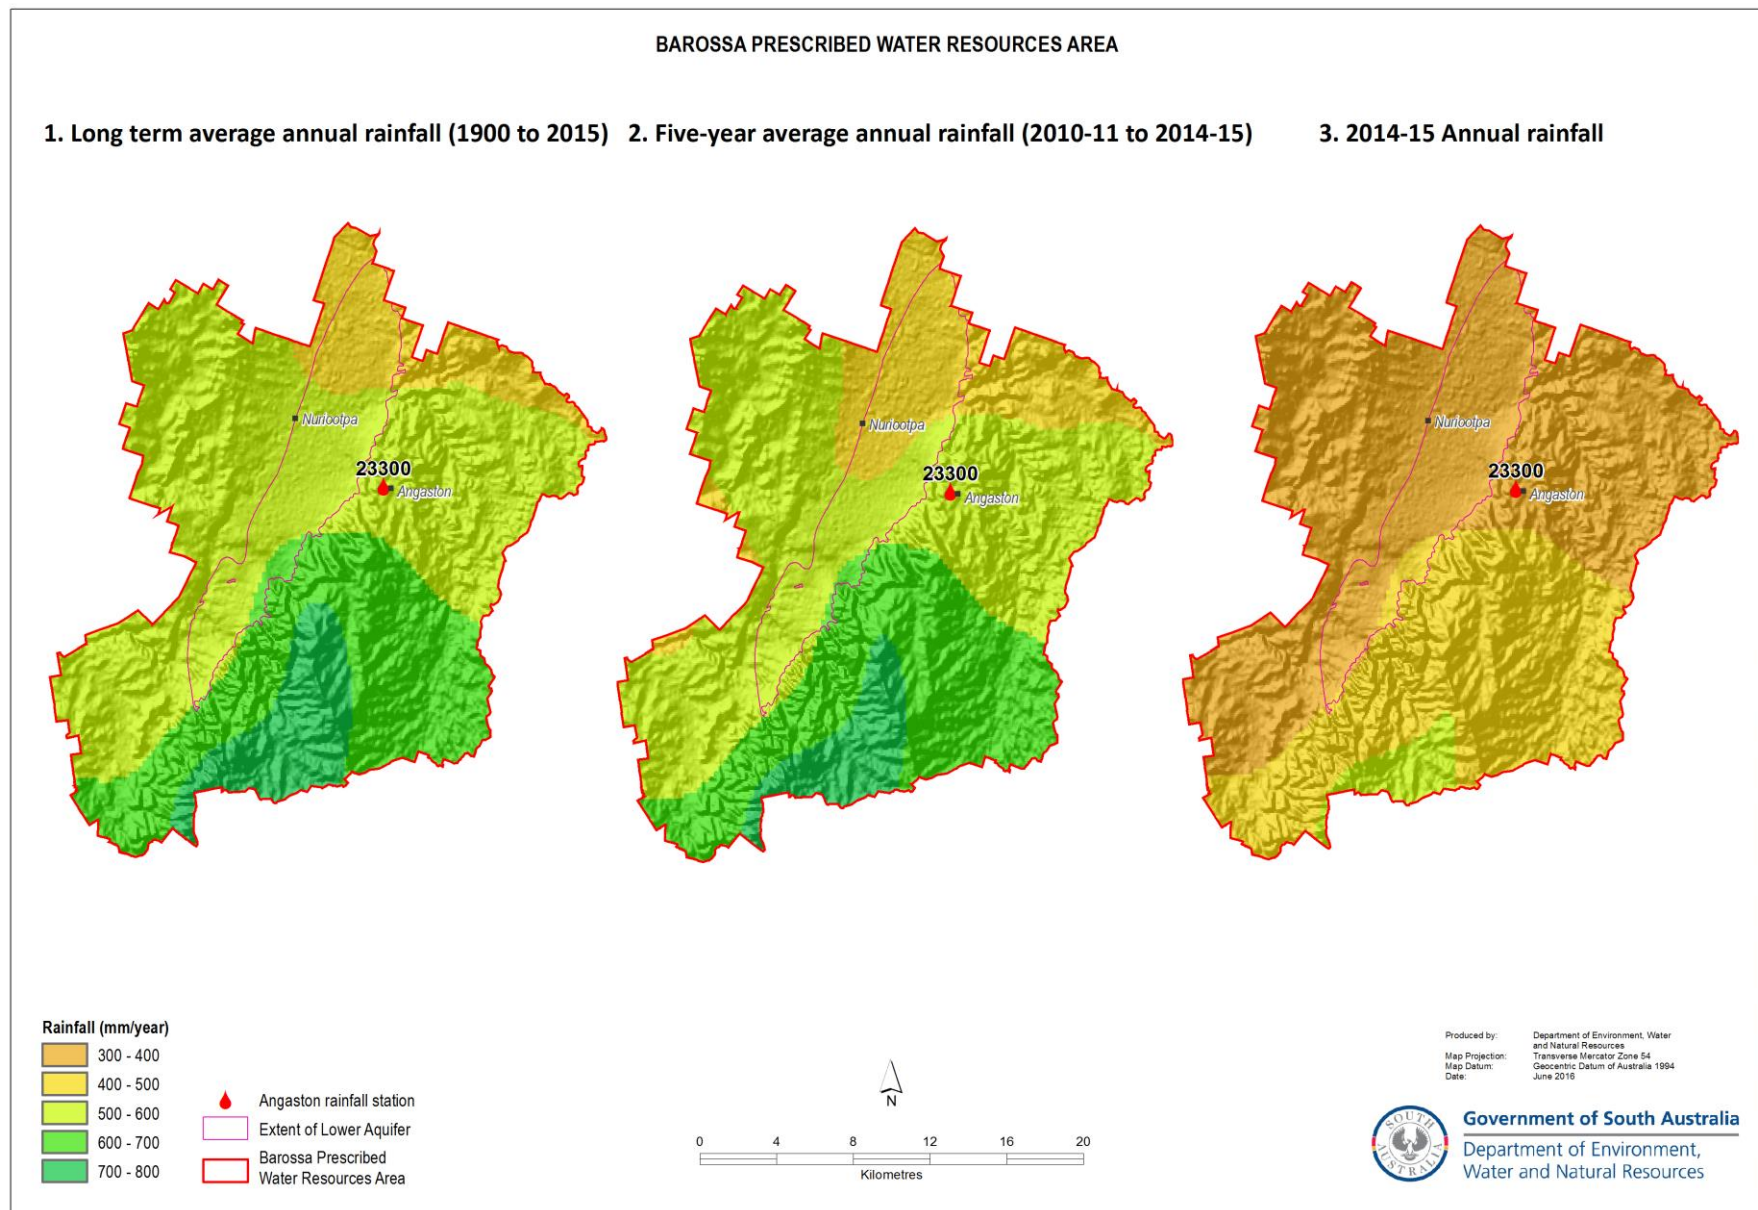 BAROSSA PRESCRIBED WATER RESOURCES AREA
1. Long term average annual rainfall (1900 to 2015)
2. Five-year average annual rainfall (2010-11 to 2014-15)
3. 2014-15 Annual rainfall
Nuriootpa
23300
Angaston
Nuriootpa
23300
Angaston
Nuriootpa
23300
Angaston
Rainfall (mm/year)
300 - 400
400 - 500
500 - 600
600 - 700
700 - 800
Angaston rainfall station
Extent of Lower Aquifer
Barossa Prescribed
Water Resources Area
N
0 4 8 12 16 20
Kilometres
Produced by: Department of Environment, Water
and Natural Resources
Map Projection: Transverse Mercator Zone 54
Map Datum: Geocentric Datum of Australia 1994
Date: June 2016
SOUTH
AUSTRALIA
Government of South Australia
Department of Environment,
Water and Natural Resources